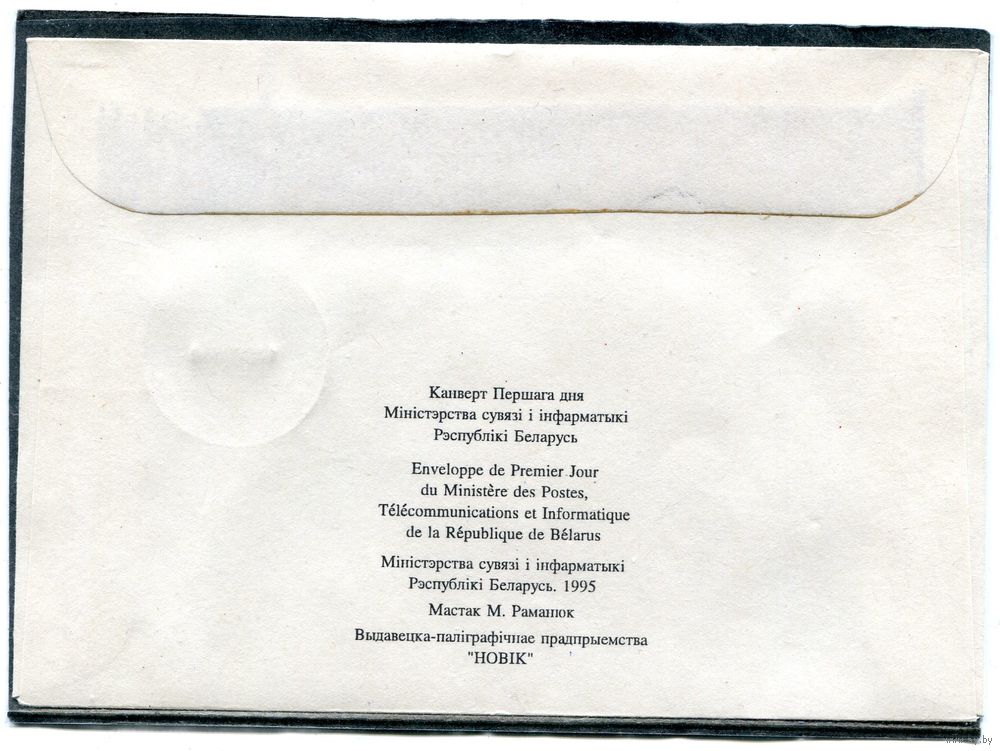 Канверт Першага дня
Міністэрства сувязі і інфарматыкі
Рэспублікі Беларусь
Enveloppe de Premier Jour
du Ministère des Postes,
Télécommunications et Informatique
de la République de Bélarus
Міністэрства сувязі і інфарматыкі
Рэспублікі Беларусь. 1995
Мастак М. Раманюк
Выдавецка-паліграфічнае прадпрыемства
"НОВІК"